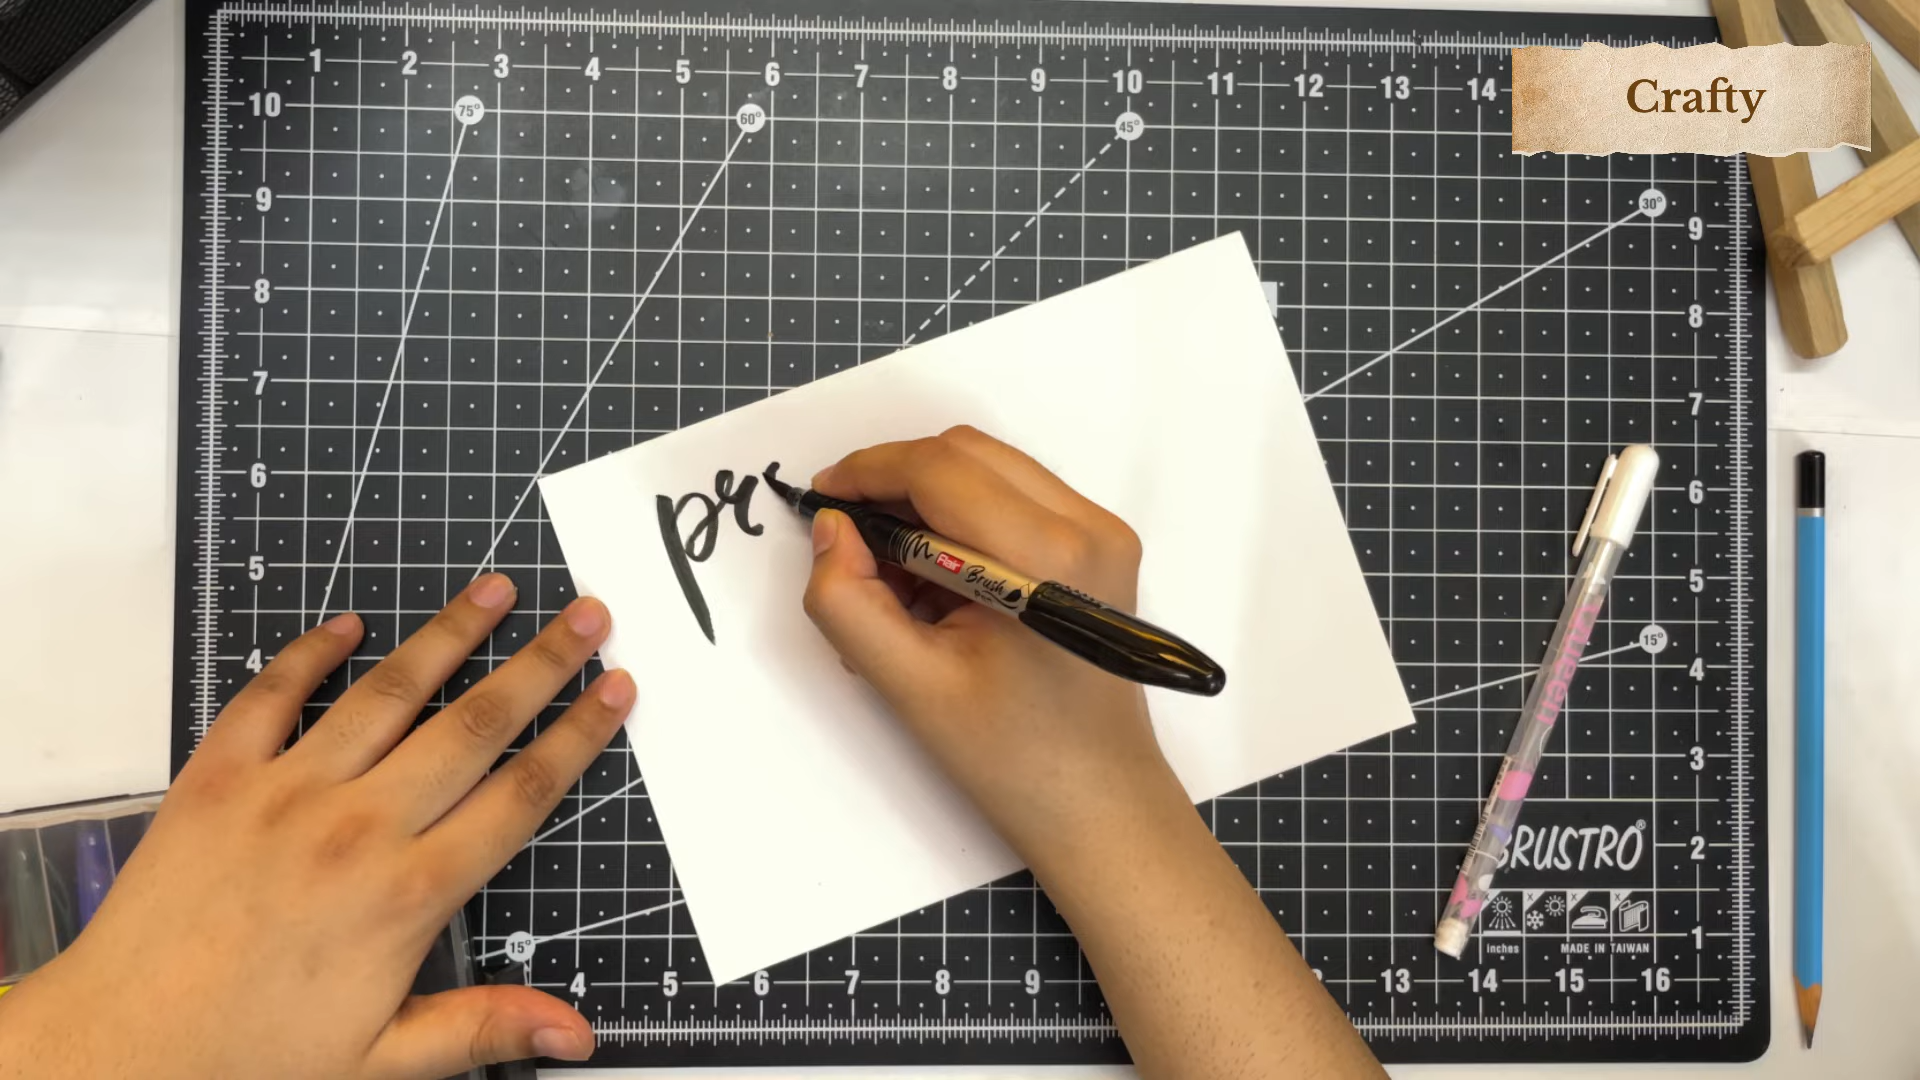 Crafty
1 2 3 4 5 6 7 8 9 10 11 12 13 14
10 75° 60° 45°
9 30° 9
8 8
7 7
pr
6 6
Flair Brush Pen
5 5
Queen
4 15° 4
3
BRUSTRO® 2
inches MADE IN TAIWAN 1
15°
4 5 6 7 8 9 13 14 15 16